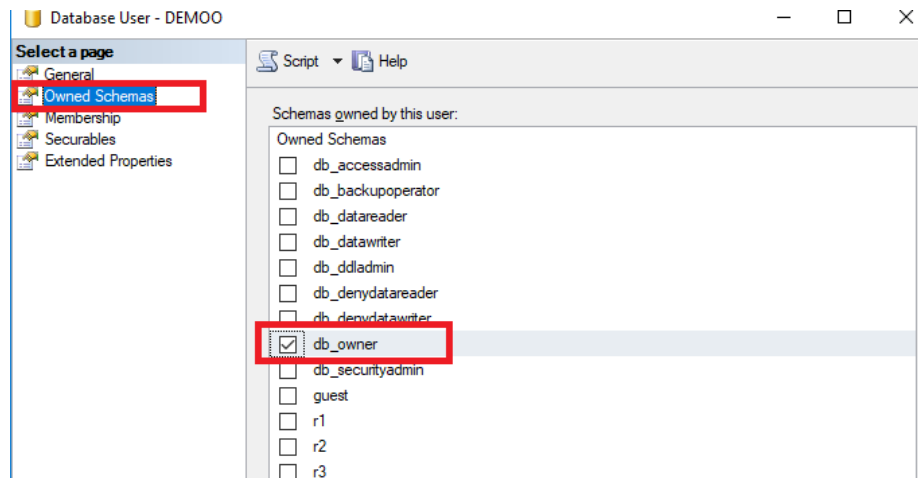 Database User - DEMOO
Select a page
General
Owned Schemas
Membership
Securables
Extended Properties
Script
Help
Schemas owned by this user:
Owned Schemas
db_accessadmin
db_backupoperator
db_datareader
db_datawriter
db_ddladmin
db_denydatareader
db_denydatawriter
db_owner
db_securityadmin
guest
r1
r2
r3